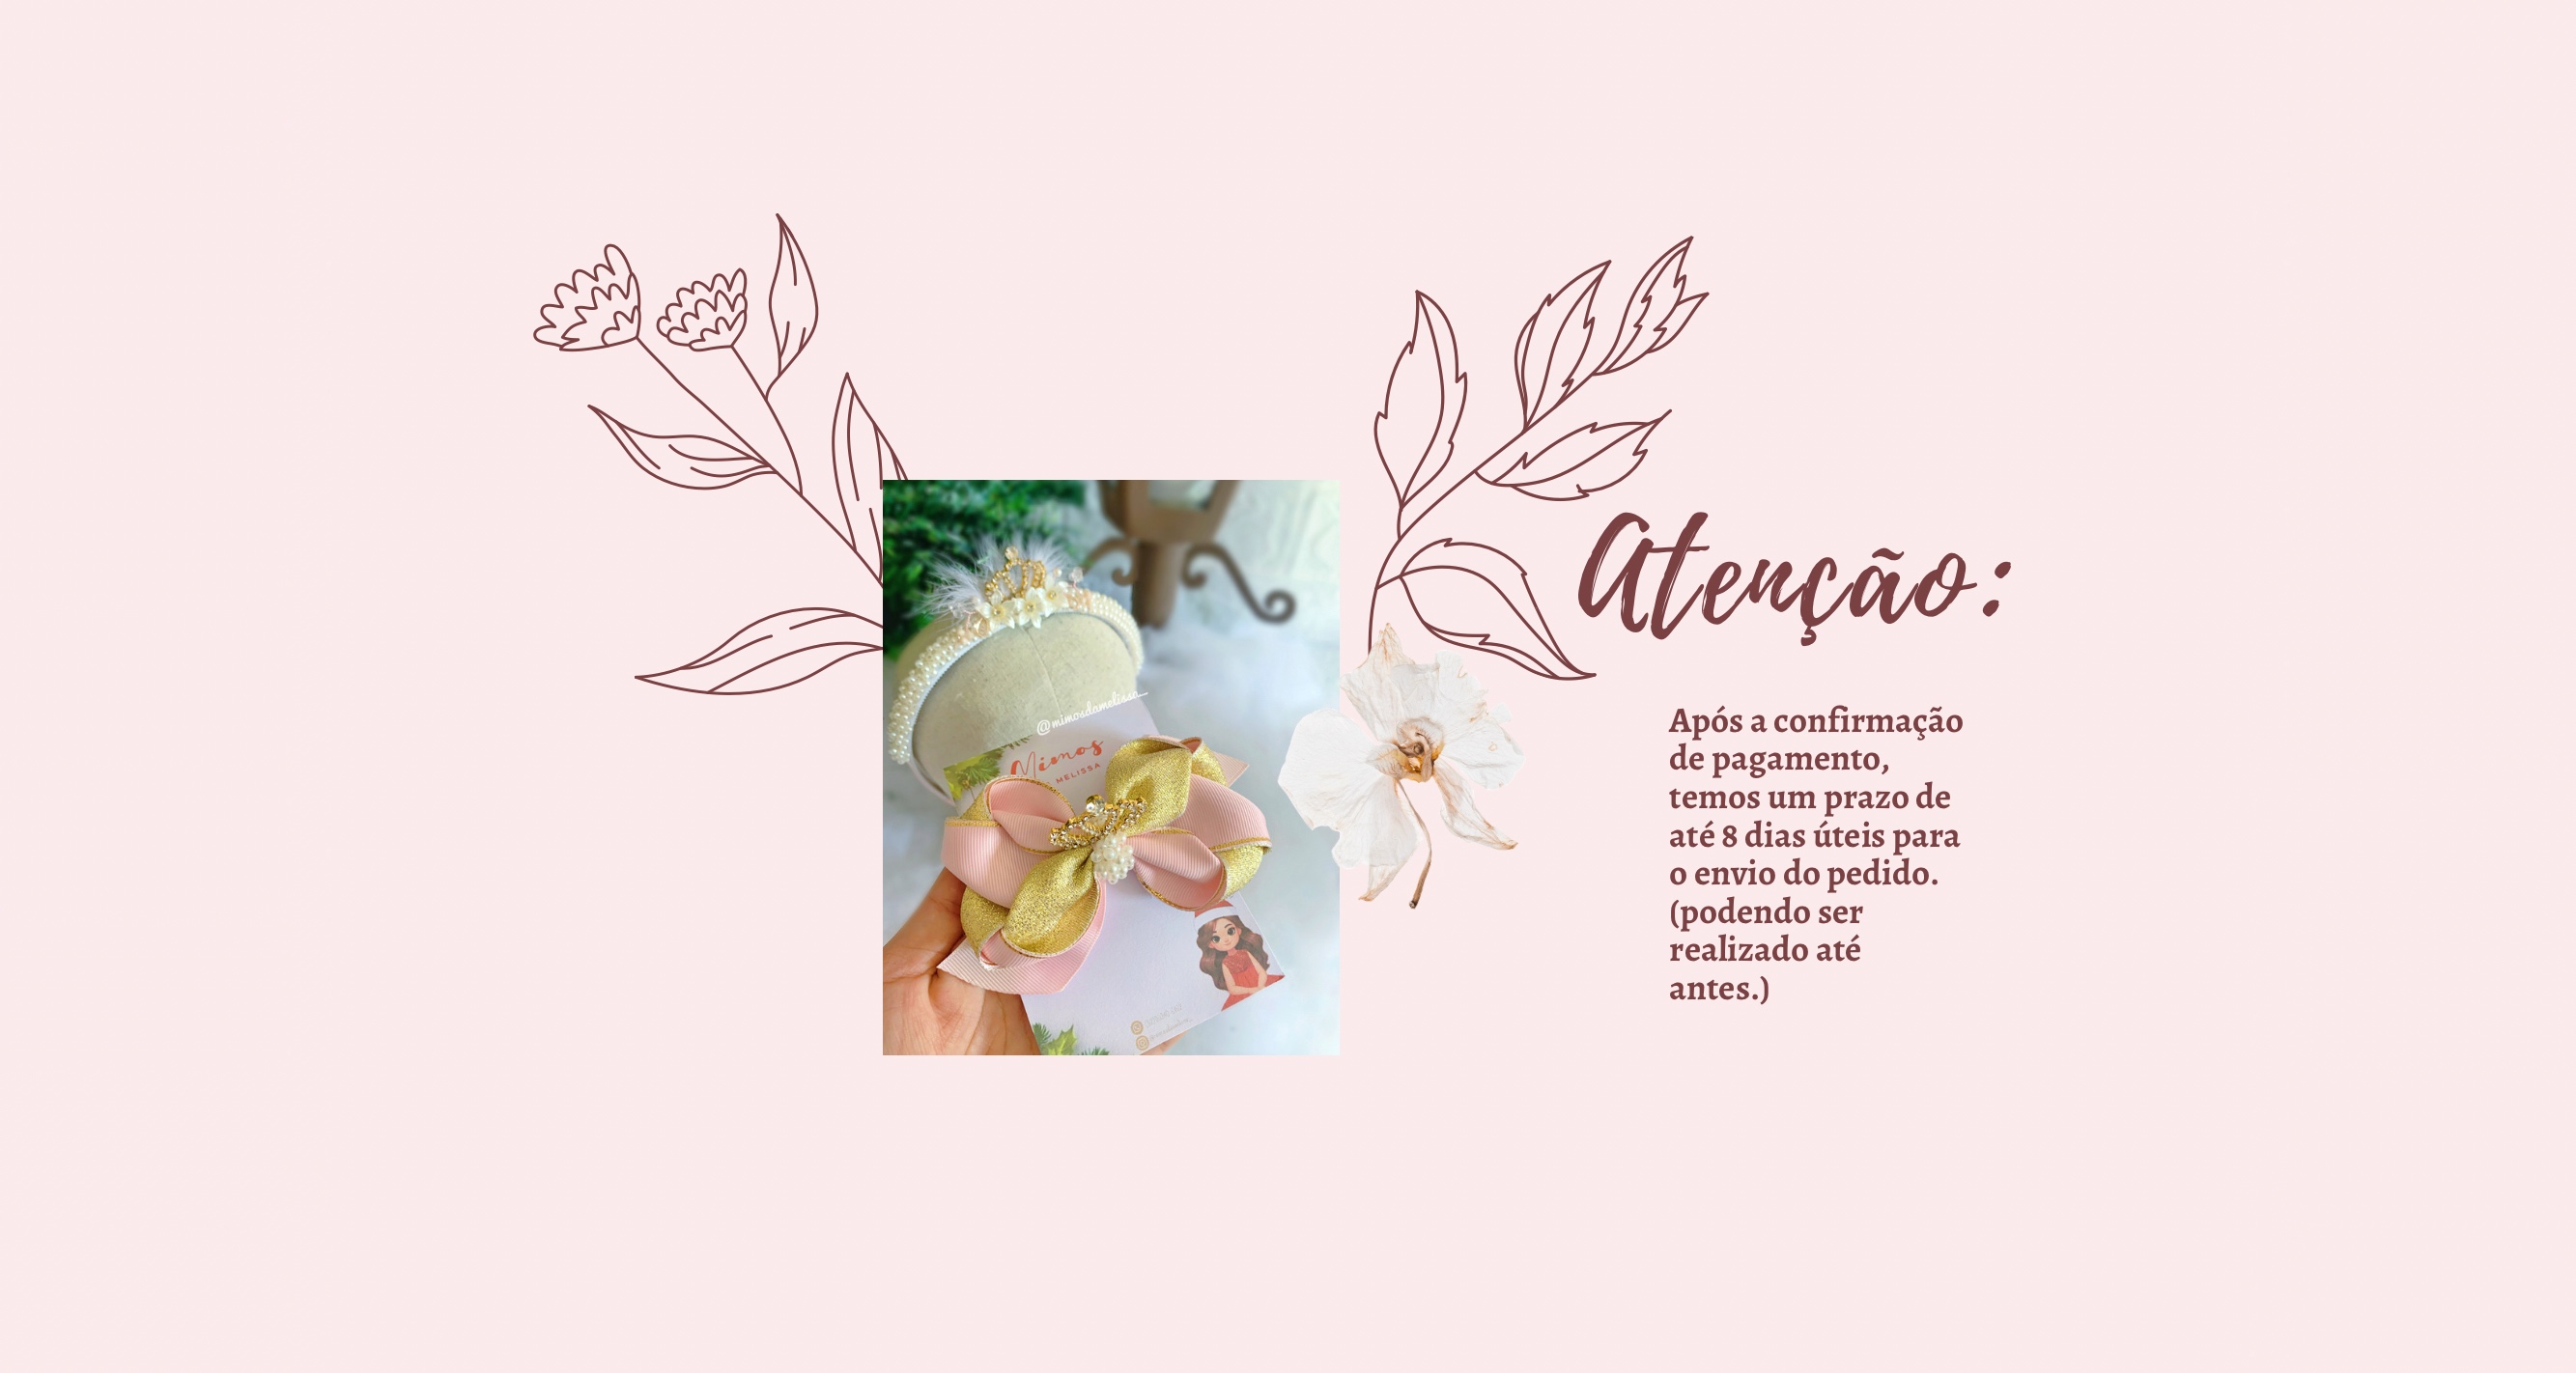 Atenção:
@mimosdamelissa_
Mimos
MELISSA
Após a confirmação
de pagamento,
temos um prazo de
até 8 dias úteis para
o envio do pedido.
(podendo ser
realizado até
antes.)